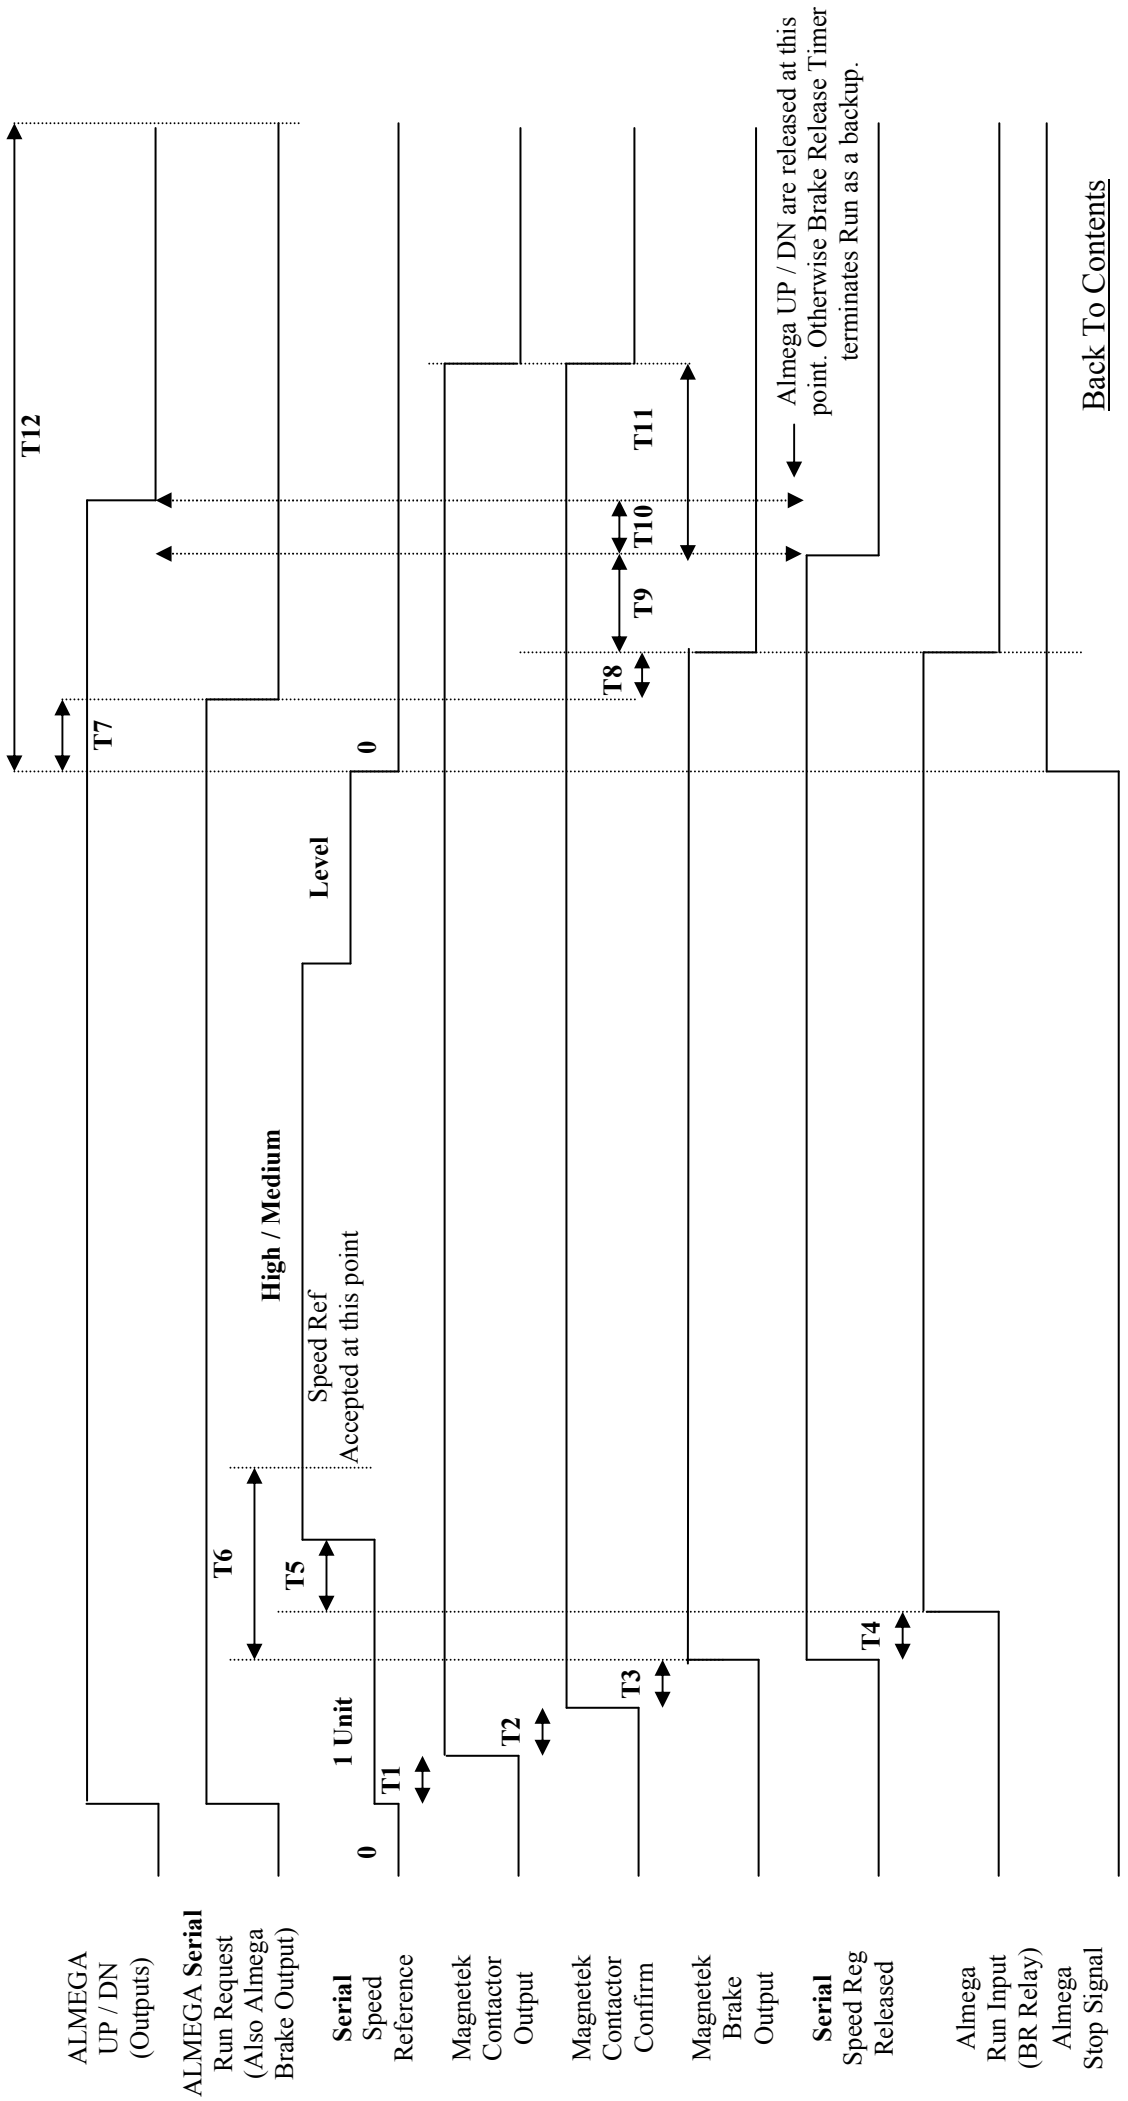 ALMEGA
UP / DN
(Outputs)
ALMEGA Serial
Run Request
(Also Almega
Brake Output)
Serial
Speed
Reference
Magnetek
Contactor
Output
Magnetek
Contactor
Confirm
Magnetek
Brake
Output
Serial
Speed Reg
Released
Almega
Run Input
(BR Relay)
Almega
Stop Signal
0
1 Unit
T1
T2
T3
T4
T5
T6
High / Medium
Speed Ref
Accepted at this point
Level
0
T7
T8
T9
T10
T11
T12
Almega UP / DN are released at this
point. Otherwise Brake Release Timer
terminates Run as a backup.
Back To Contents